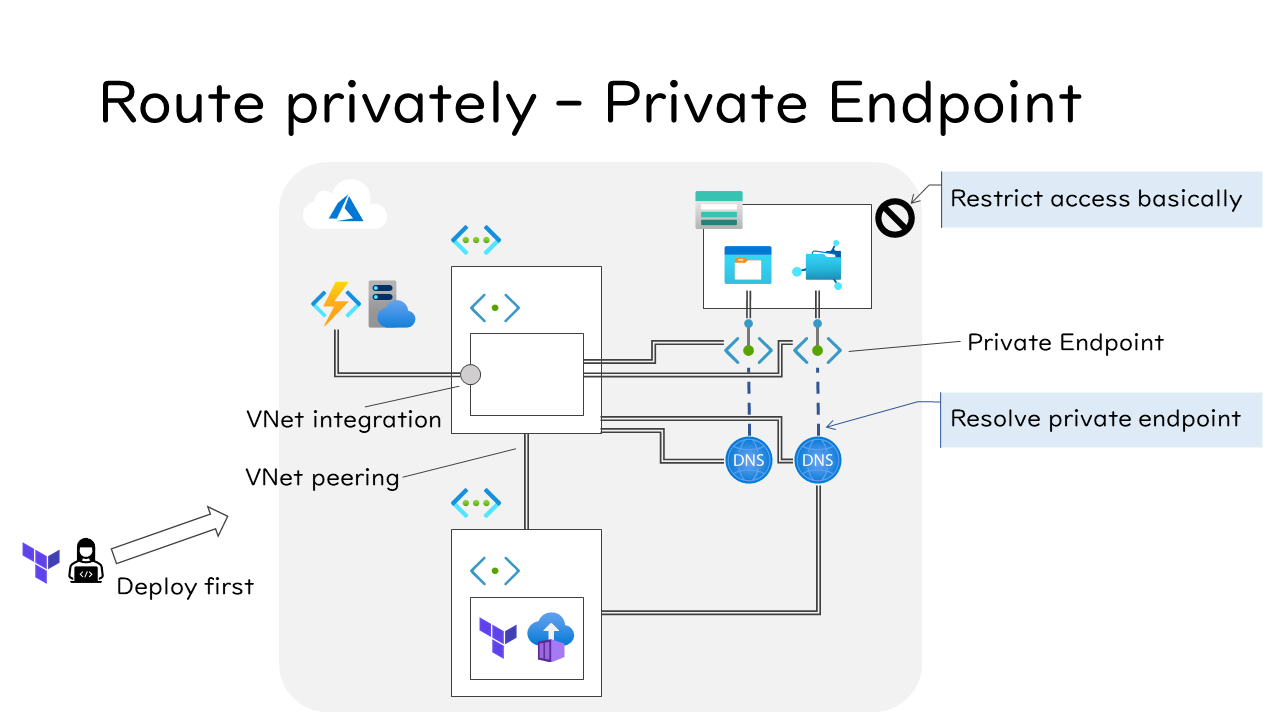 Route privately - Private Endpoint
Restrict access basically
Private Endpoint
VNet integration
Resolve private endpoint
DNS
DNS
VNet peering
Deploy first